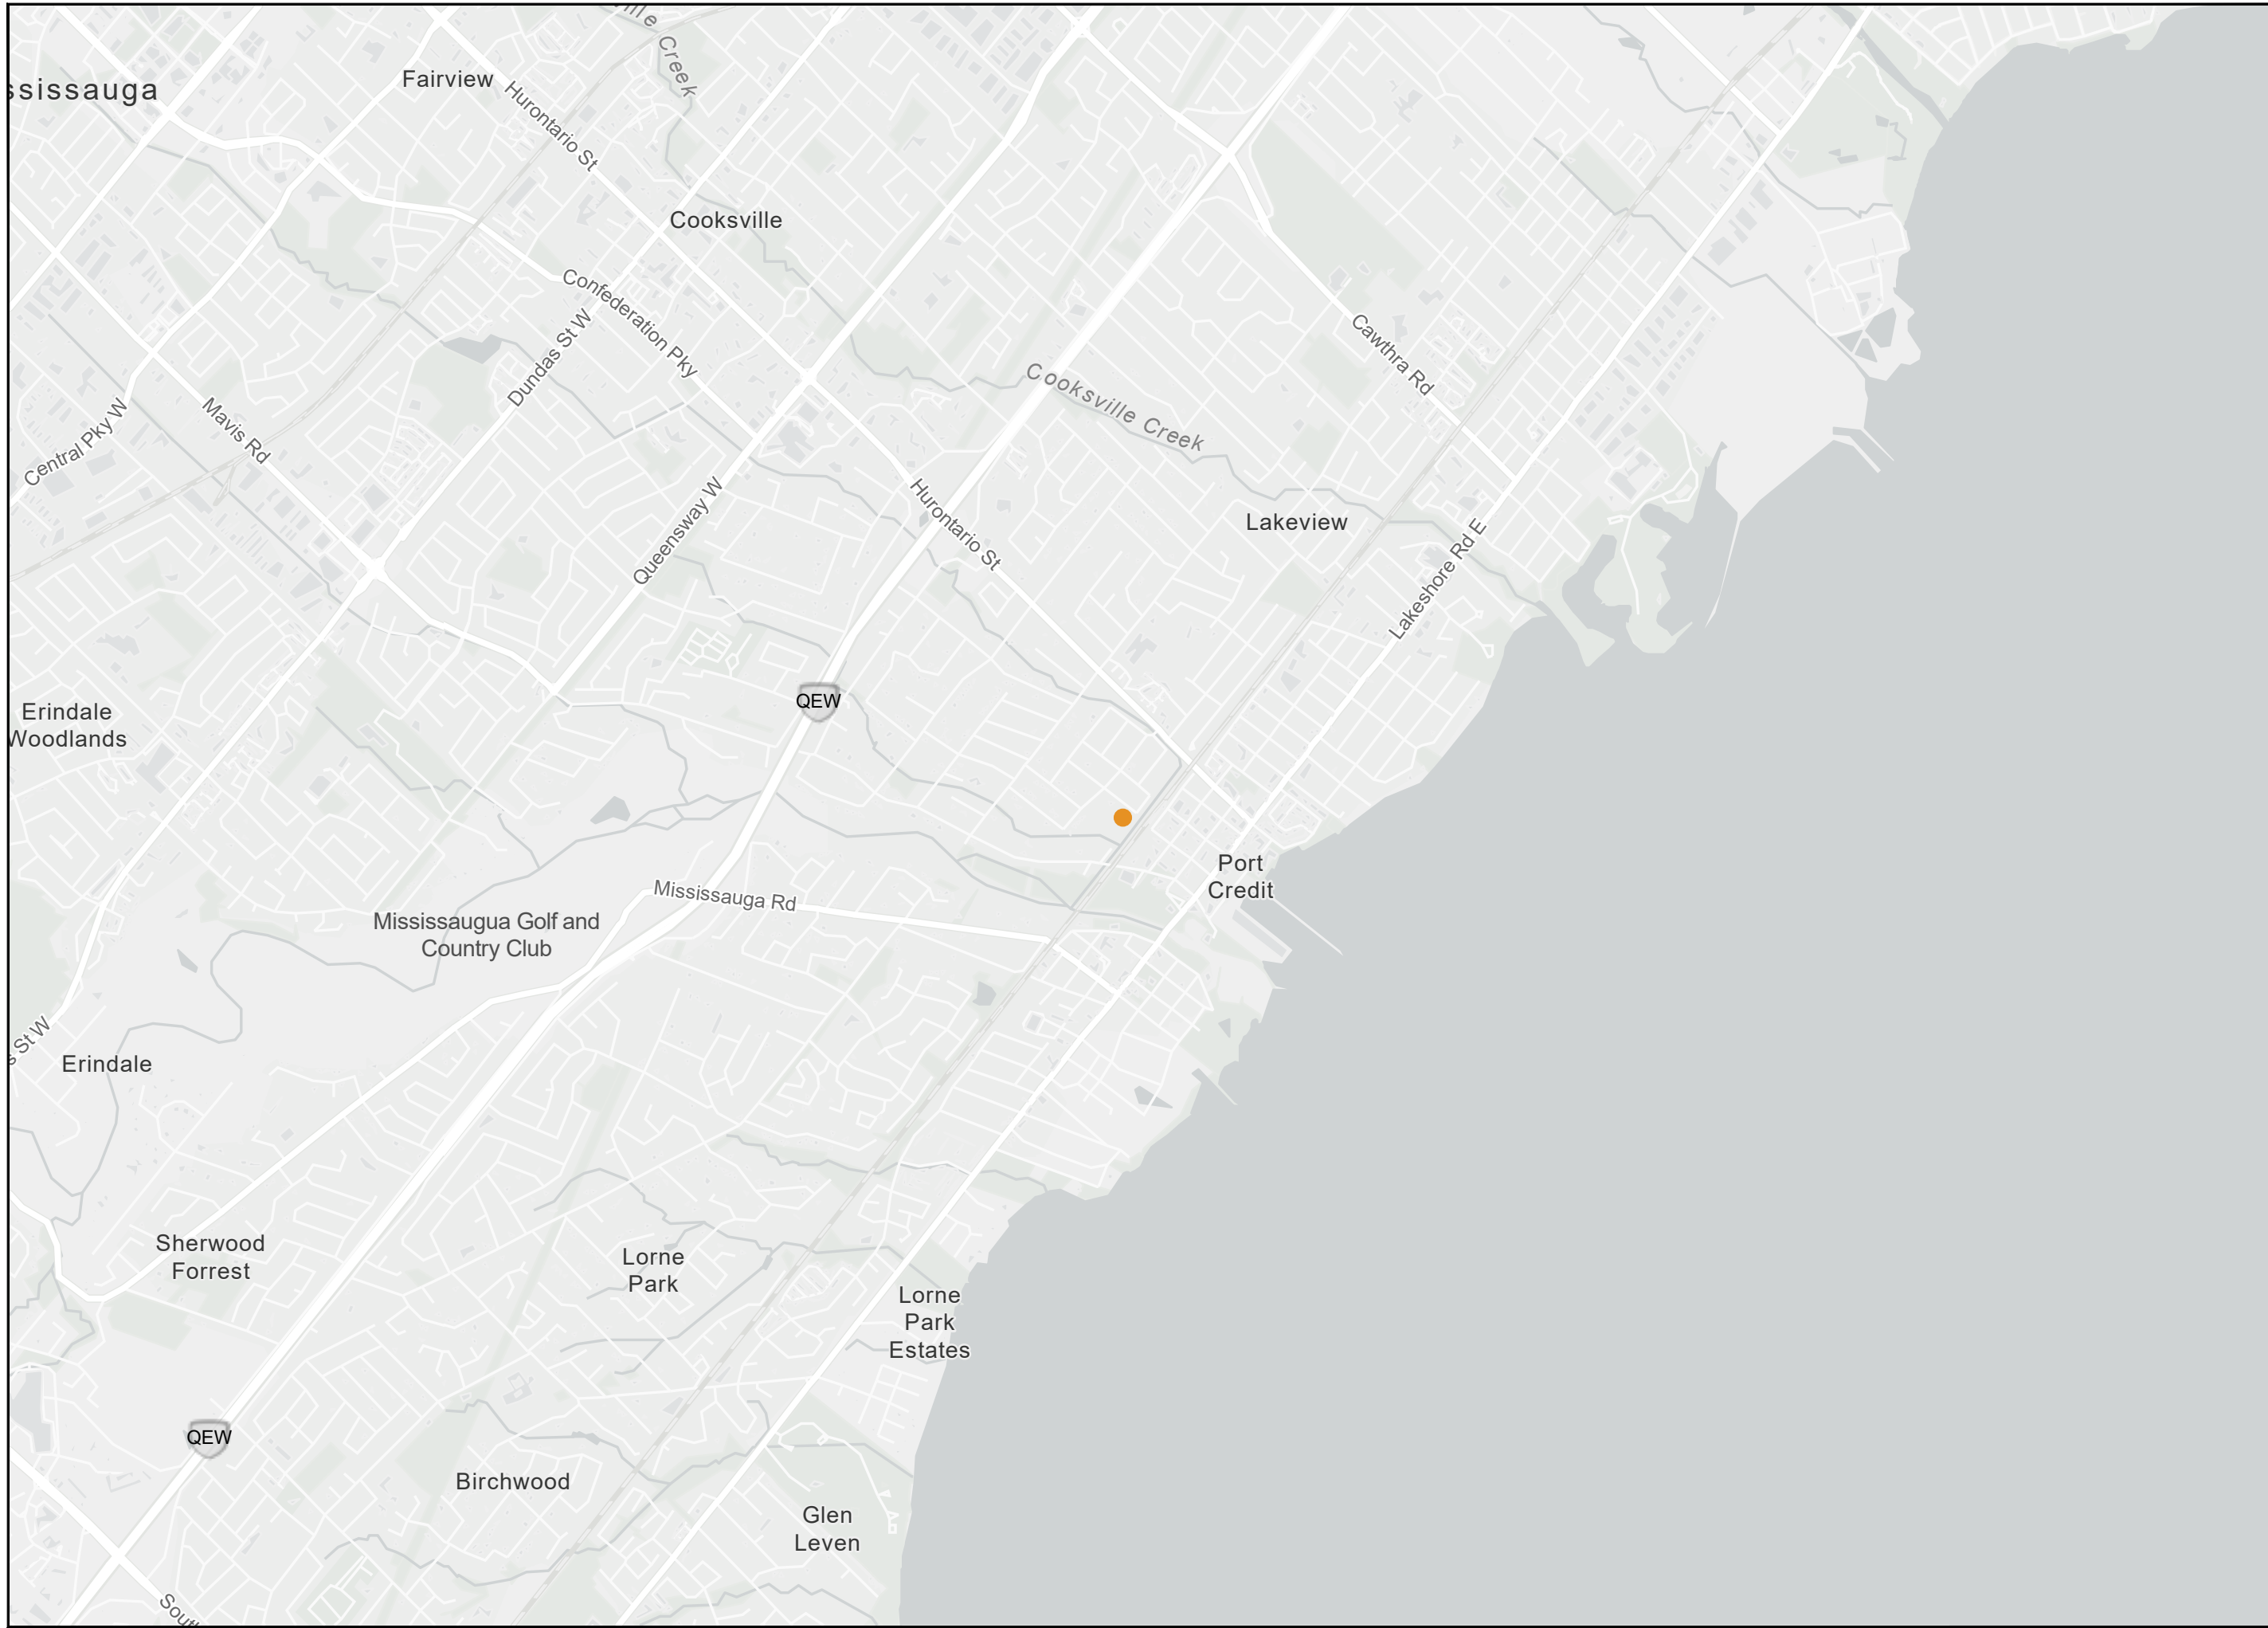 ville
Creek
Fairview
ssissauga
Hurontario St
Cooksville
Confederation Pky
Dundas St W
Cawthra Rd
Cooksville Creek
Central Pky W
Mavis Rd
Queensway W
Hurontario St
Lakeview
Lakeshore Rd E
QEW
Erindale
Woodlands
Port
Credit
Mississauga Rd
Mississaugua Golf and
Country Club
s St W
Erindale
Sherwood
Forrest
Lorne
Park
Lorne
Park
Estates
QEW
Birchwood
Glen
Leven